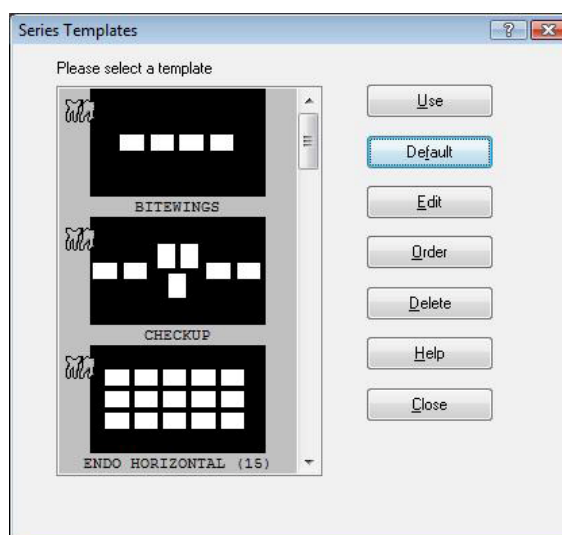 Series Templates
Please select a template
BITEWINGS
CHECKUP
ENDO HORIZONTAL (15)
Use
Default
Edit
Order
Delete
Help
Close